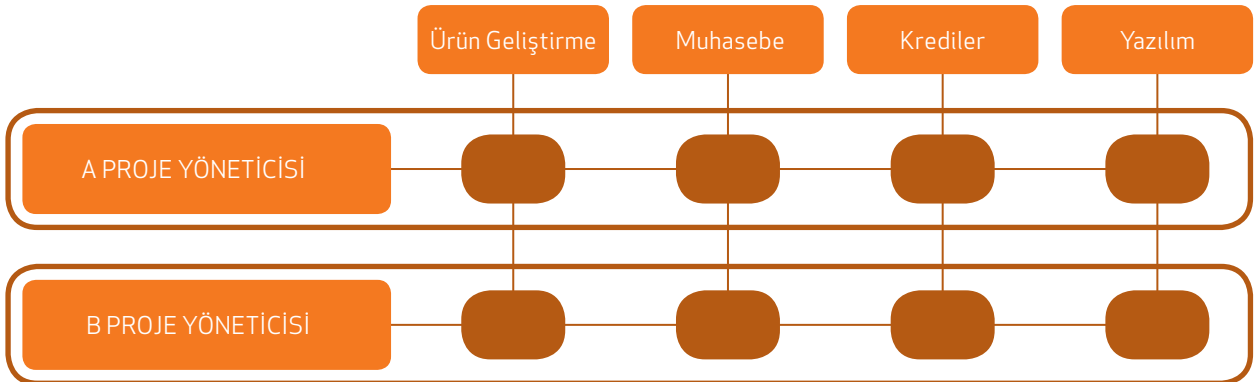 Ürün Geliştirme
Muhasebe
Krediler
Yazılım
A PROJE YÖNETİCİSİ
B PROJE YÖNETİCİSİ